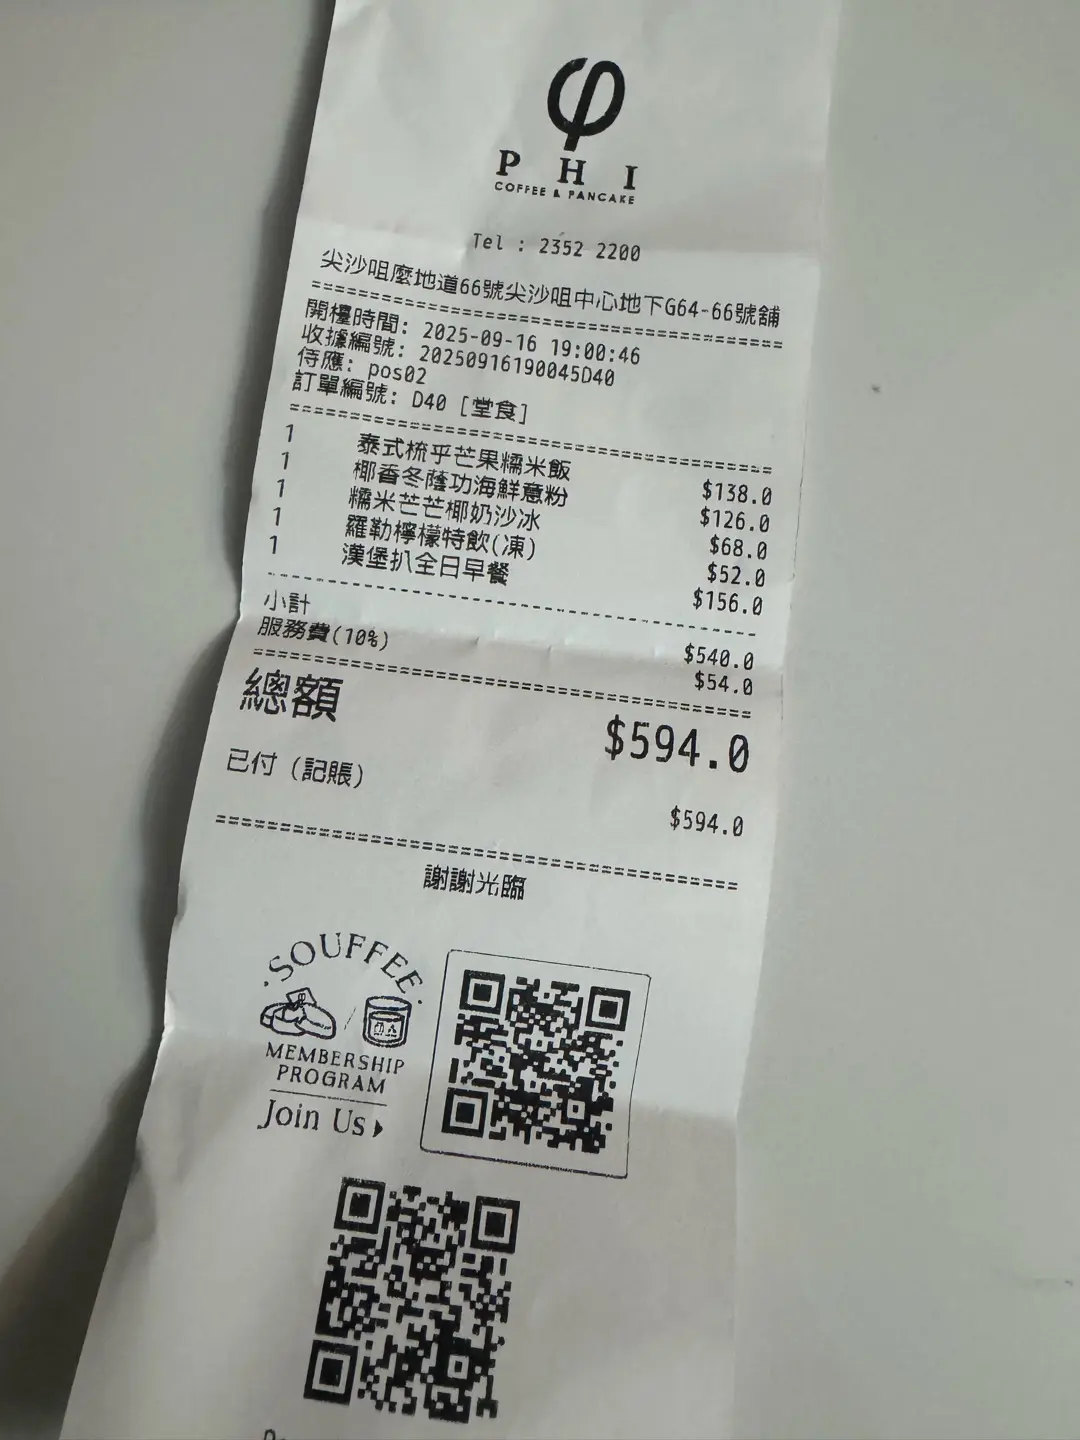 PHI
COFFEE & PANCAKE
Tel : 2352 2200
尖沙咀麼地道66號尖沙咀中心地下G64-66號舖
開檯時間: 2025-09-16 19:00:46
收據編號: 20250916190045D40
侍應: pos02
訂單編號: D40 [堂食]
1 泰式梳乎芒果糯米飯 $138.0
1 椰香冬蔭功海鮮意粉 $126.0
1 糯米芒芒椰奶沙冰 $68.0
1 羅勒檸檬特飲(凍) $52.0
1 漢堡扒全日早餐 $156.0
小計 $540.0
服務費(10%) $54.0
總額 $594.0
已付 (記賬) $594.0
謝謝光臨
·SOUFFEE·
MEMBERSHIP
PROGRAM
Join Us